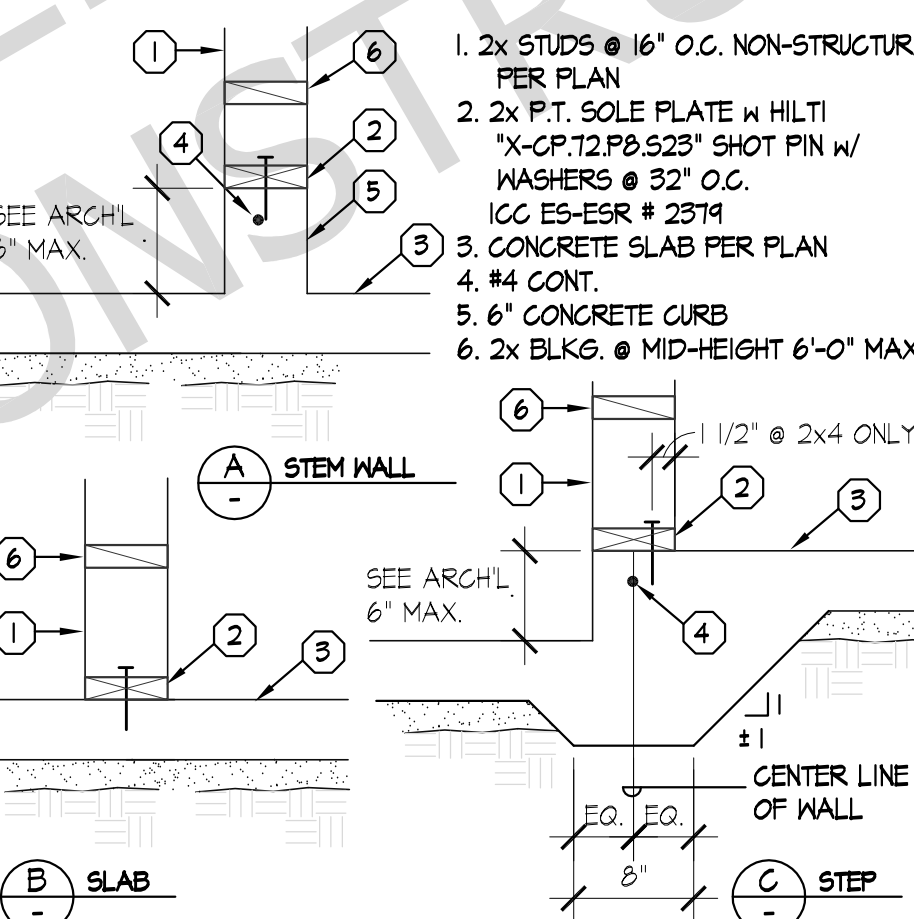 1. 2x STUDS @ 16" O.C. NON-STRUCTUR
PER PLAN
2. 2x P.T. SOLE PLATE w HILTI
"X-CP.72.P8.S23" SHOT PIN w/
WASHERS @ 32" O.C.
ICC ES-ESR # 2379
3. CONCRETE SLAB PER PLAN
4. #4 CONT.
5. 6" CONCRETE CURB
6. 2x BLKG. @ MID-HEIGHT 6'-0" MAX
1
6
4
2
5
3
SEE ARCH'L
6" MAX.
A
-
STEM WALL
6
1
2
3
B
-
SLAB
6
1 1/2" @ 2x4 ONLY
1
2
3
SEE ARCH'L
6" MAX.
4
1
±1
CENTER LINE
OF WALL
EQ. EQ.
8"
C
-
STEP